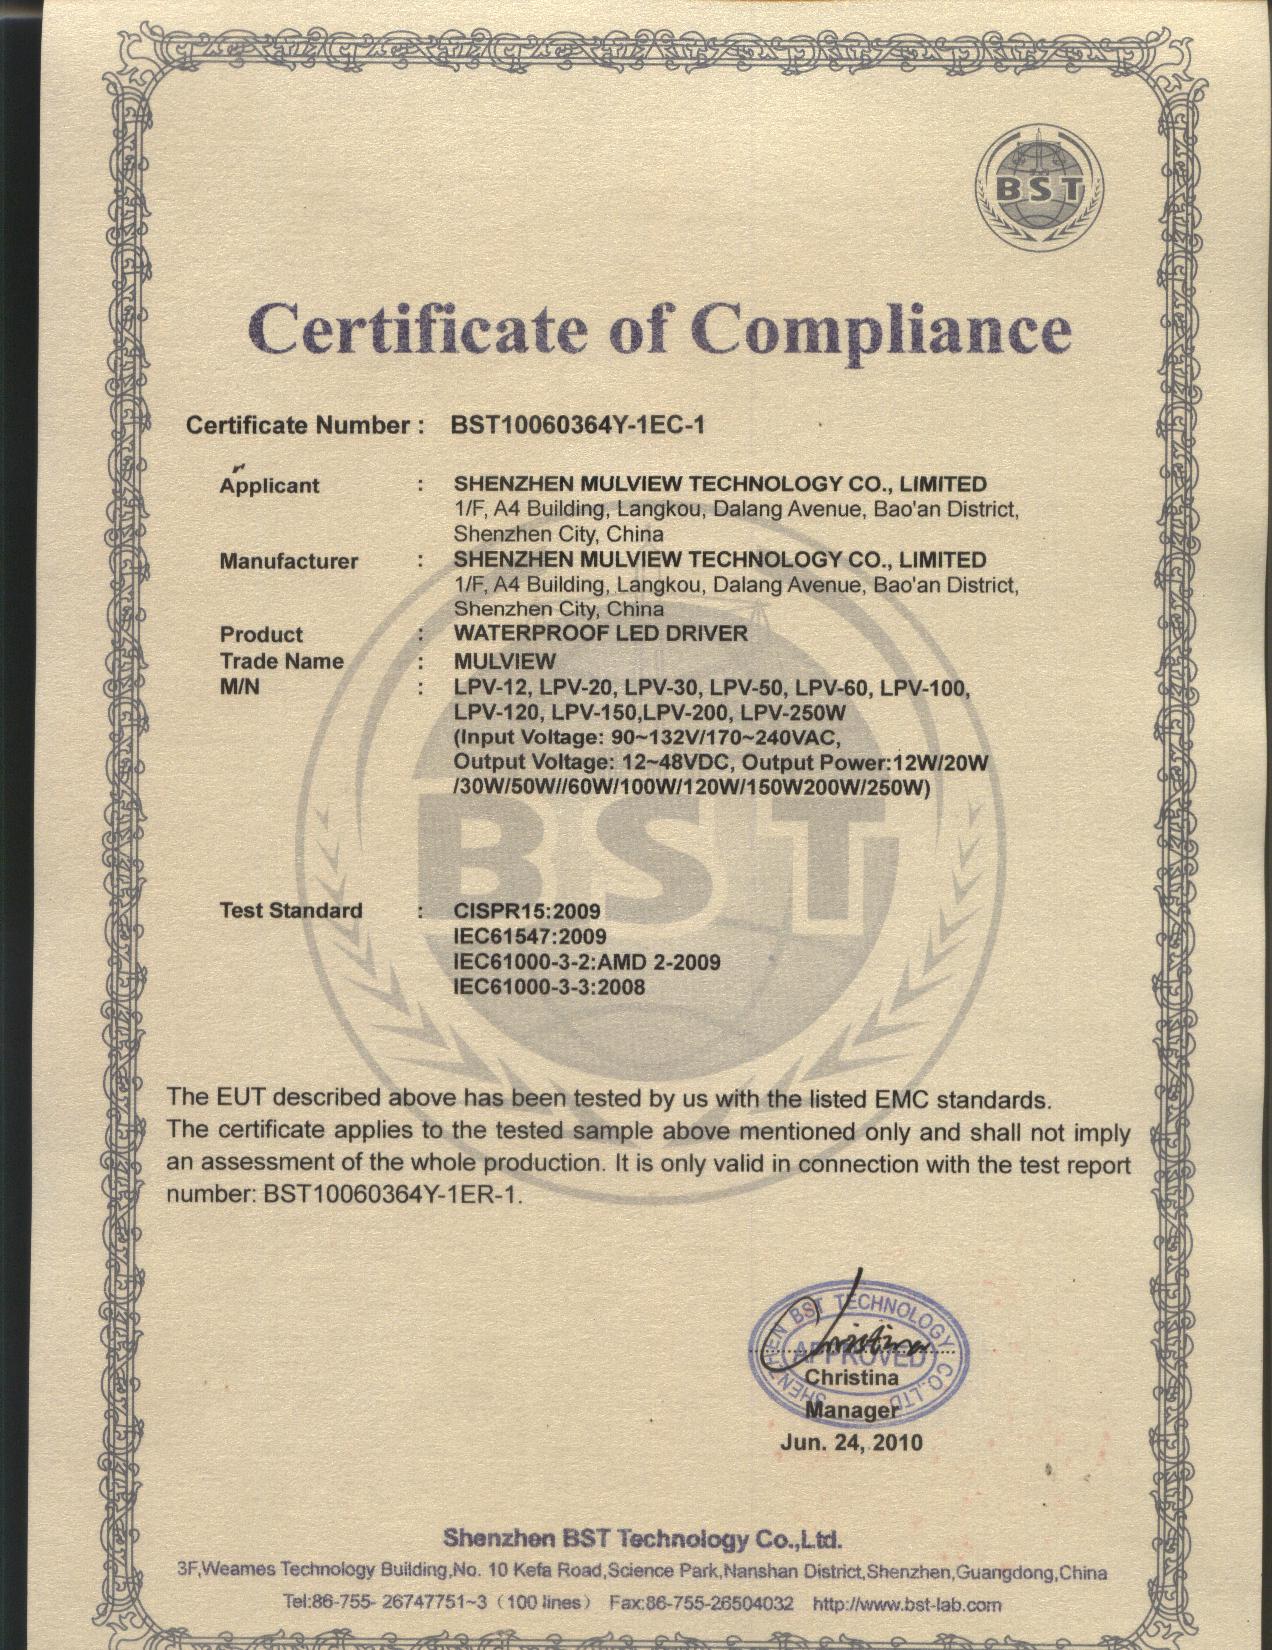 BST
Certificate of Compliance
Certificate Number : BST10060364Y-1EC-1
Applicant : SHENZHEN MULVIEW TECHNOLOGY CO., LIMITED
1/F, A4 Building, Langkou, Dalang Avenue, Bao'an District,
Shenzhen City, China
Manufacturer : SHENZHEN MULVIEW TECHNOLOGY CO., LIMITED
1/F, A4 Building, Langkou, Dalang Avenue, Bao'an District,
Shenzhen City, China
Product : WATERPROOF LED DRIVER
Trade Name : MULVIEW
M/N : LPV-12, LPV-20, LPV-30, LPV-50, LPV-60, LPV-100,
LPV-120, LPV-150,LPV-200, LPV-250W
(Input Voltage: 90~132V/170~240VAC,
Output Voltage: 12~48VDC, Output Power:12W/20W
/30W/50W//60W/100W/120W/150W200W/250W)
BST
Test Standard : CISPR15:2009
IEC61547:2009
IEC61000-3-2:AMD 2-2009
IEC61000-3-3:2008
The EUT described above has been tested by us with the listed EMC standards.
The certificate applies to the tested sample above mentioned only and shall not imply
an assessment of the whole production. It is only valid in connection with the test report
number: BST10060364Y-1ER-1.
SHENZHEN BST TECHNOLOGY CO.,LTD
Christina
APPROVED
Christina
Manager
Jun. 24, 2010
Shenzhen BST Technology Co.,Ltd.
3F,Weames Technology Building,No. 10 Kefa Road,Science Park,Nanshan District,Shenzhen,Guangdong,China
Tel:86-755- 26747751~3（100 lines） Fax:86-755-26504032 http://www.bst-lab.com